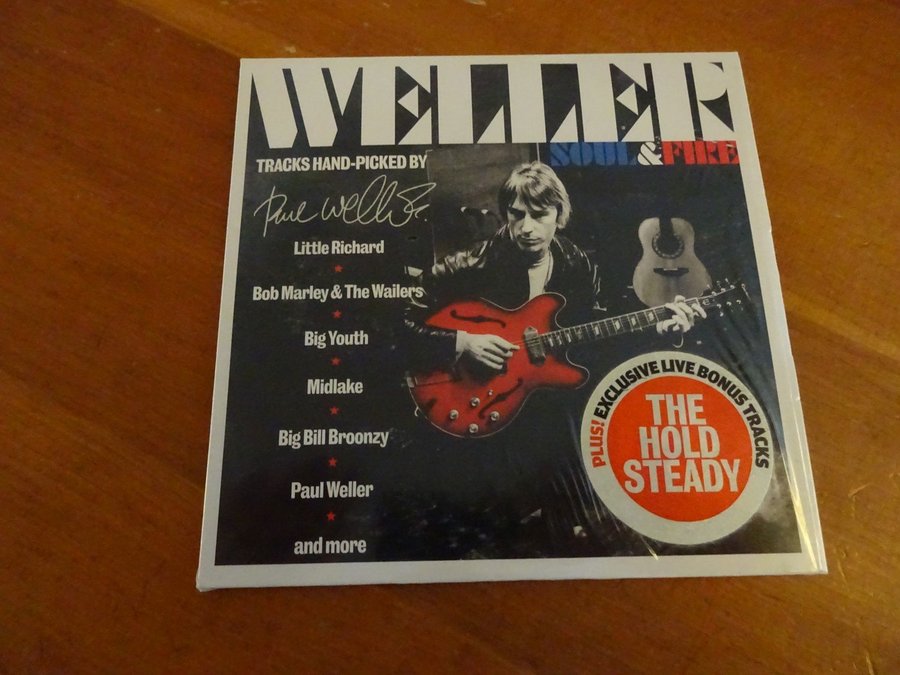 WELLER
SOUL & FIRE
TRACKS HAND-PICKED BY
Paul Weller
Little Richard
Bob Marley & The Wailers
Big Youth
Midlake
Big Bill Broonzy
Paul Weller
and more
PLUS! EXCLUSIVE LIVE BONUS TRACKS
THE
HOLD
STEADY